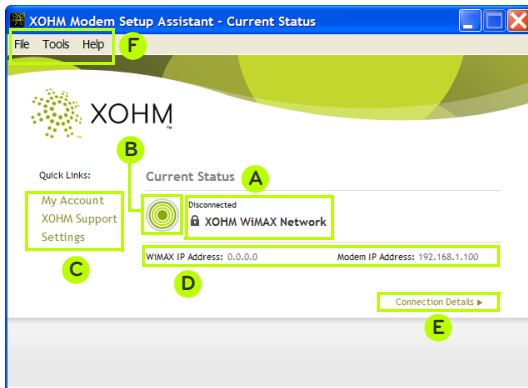 XOHM Modem Setup Assistant - Current Status
File Tools Help
F
XOHM™
B
Quick Links:
Current Status
A
My Account
XOHM Support
Settings
Disconnected
XOHM WiMAX Network
C
WiMAX IP Address: 0.0.0.0 Modem IP Address: 192.168.1.100
D
Connection Details ▶
E